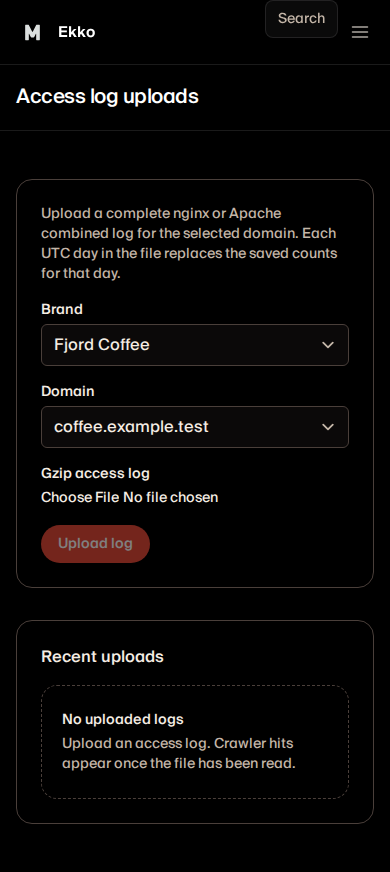 Ekko
Search
Access log uploads
Upload a complete nginx or Apache
combined log for the selected domain. Each
UTC day in the file replaces the saved counts
for that day.
Brand
Fjord Coffee
Domain
coffee.example.test
Gzip access log
Choose File No file chosen
Upload log
Recent uploads
No uploaded logs
Upload an access log. Crawler hits
appear once the file has been read.